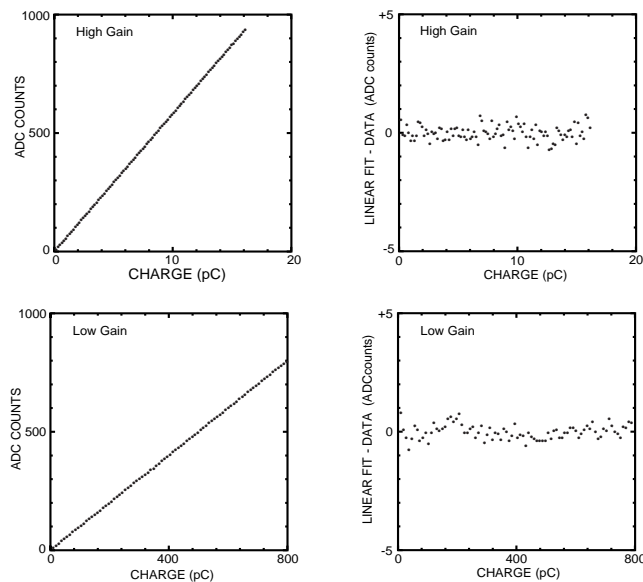 High Gain
1000
500
0
ADC COUNTS
0 10 20
CHARGE (pC)
High Gain
+5
0
-5
LINEAR FIT - DATA (ADC counts)
0 10 20
CHARGE (pC)
Low Gain
1000
500
0
ADC COUNTS
0 400 800
CHARGE (pC)
Low Gain
+5
0
-5
LINEAR FIT - DATA (ADCcounts)
0 400 800
CHARGE (pC)